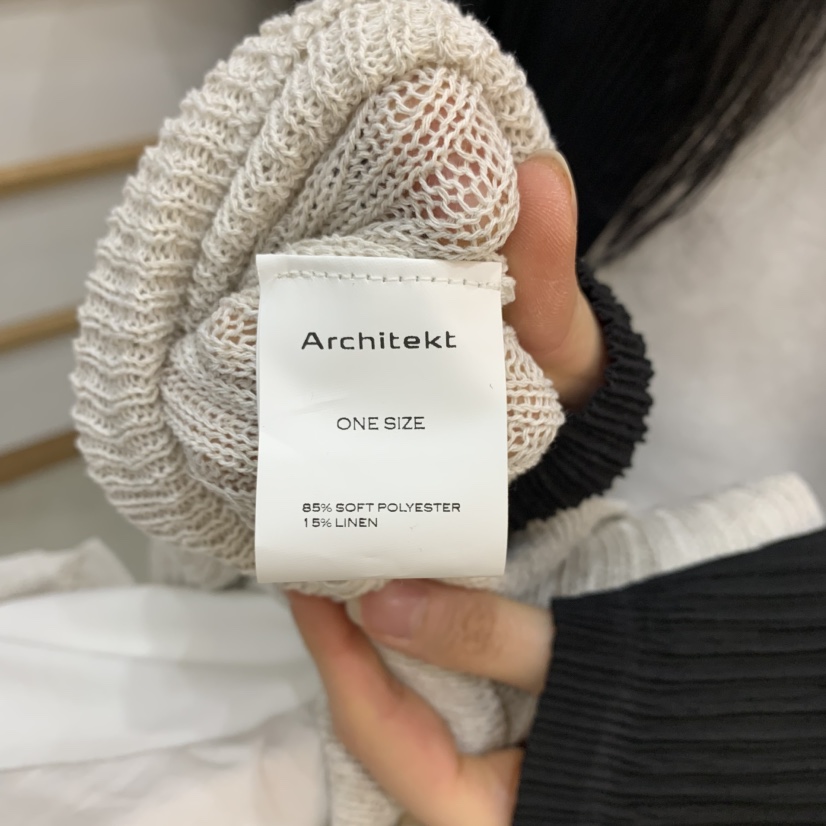 Architekt
ONE SIZE
85% SOFT POLYESTER
15% LINEN